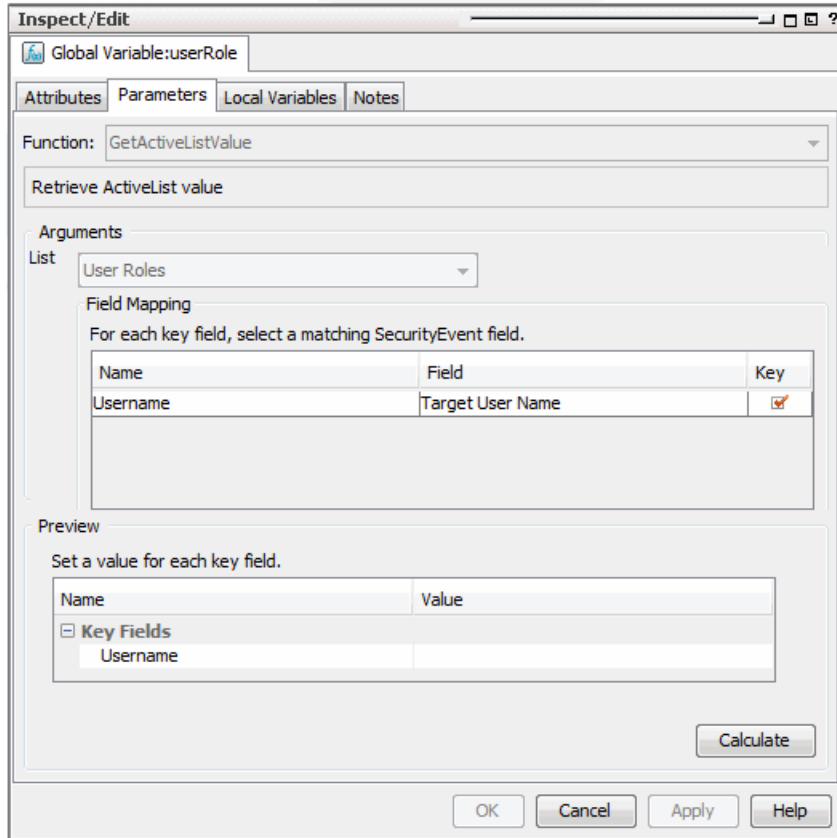 Inspect/Edit ?
Global Variable:userRole
Attributes Parameters Local Variables Notes
Function: GetActiveListValue
Retrieve ActiveList value
Arguments
List User Roles
Field Mapping
For each key field, select a matching SecurityEvent field.
Name Field Key
Username Target User Name
Preview
Set a value for each key field.
Name Value
Key Fields
Username
Calculate
OK Cancel Apply Help